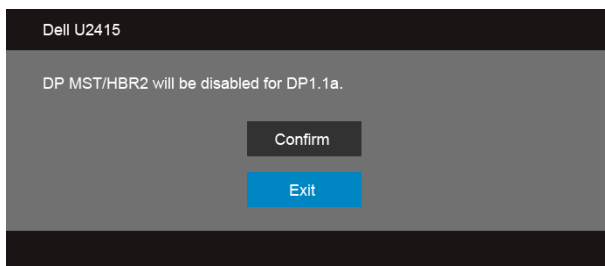 Dell U2415
DP MST/HBR2 will be disabled for DP1.1a.
Confirm
Exit